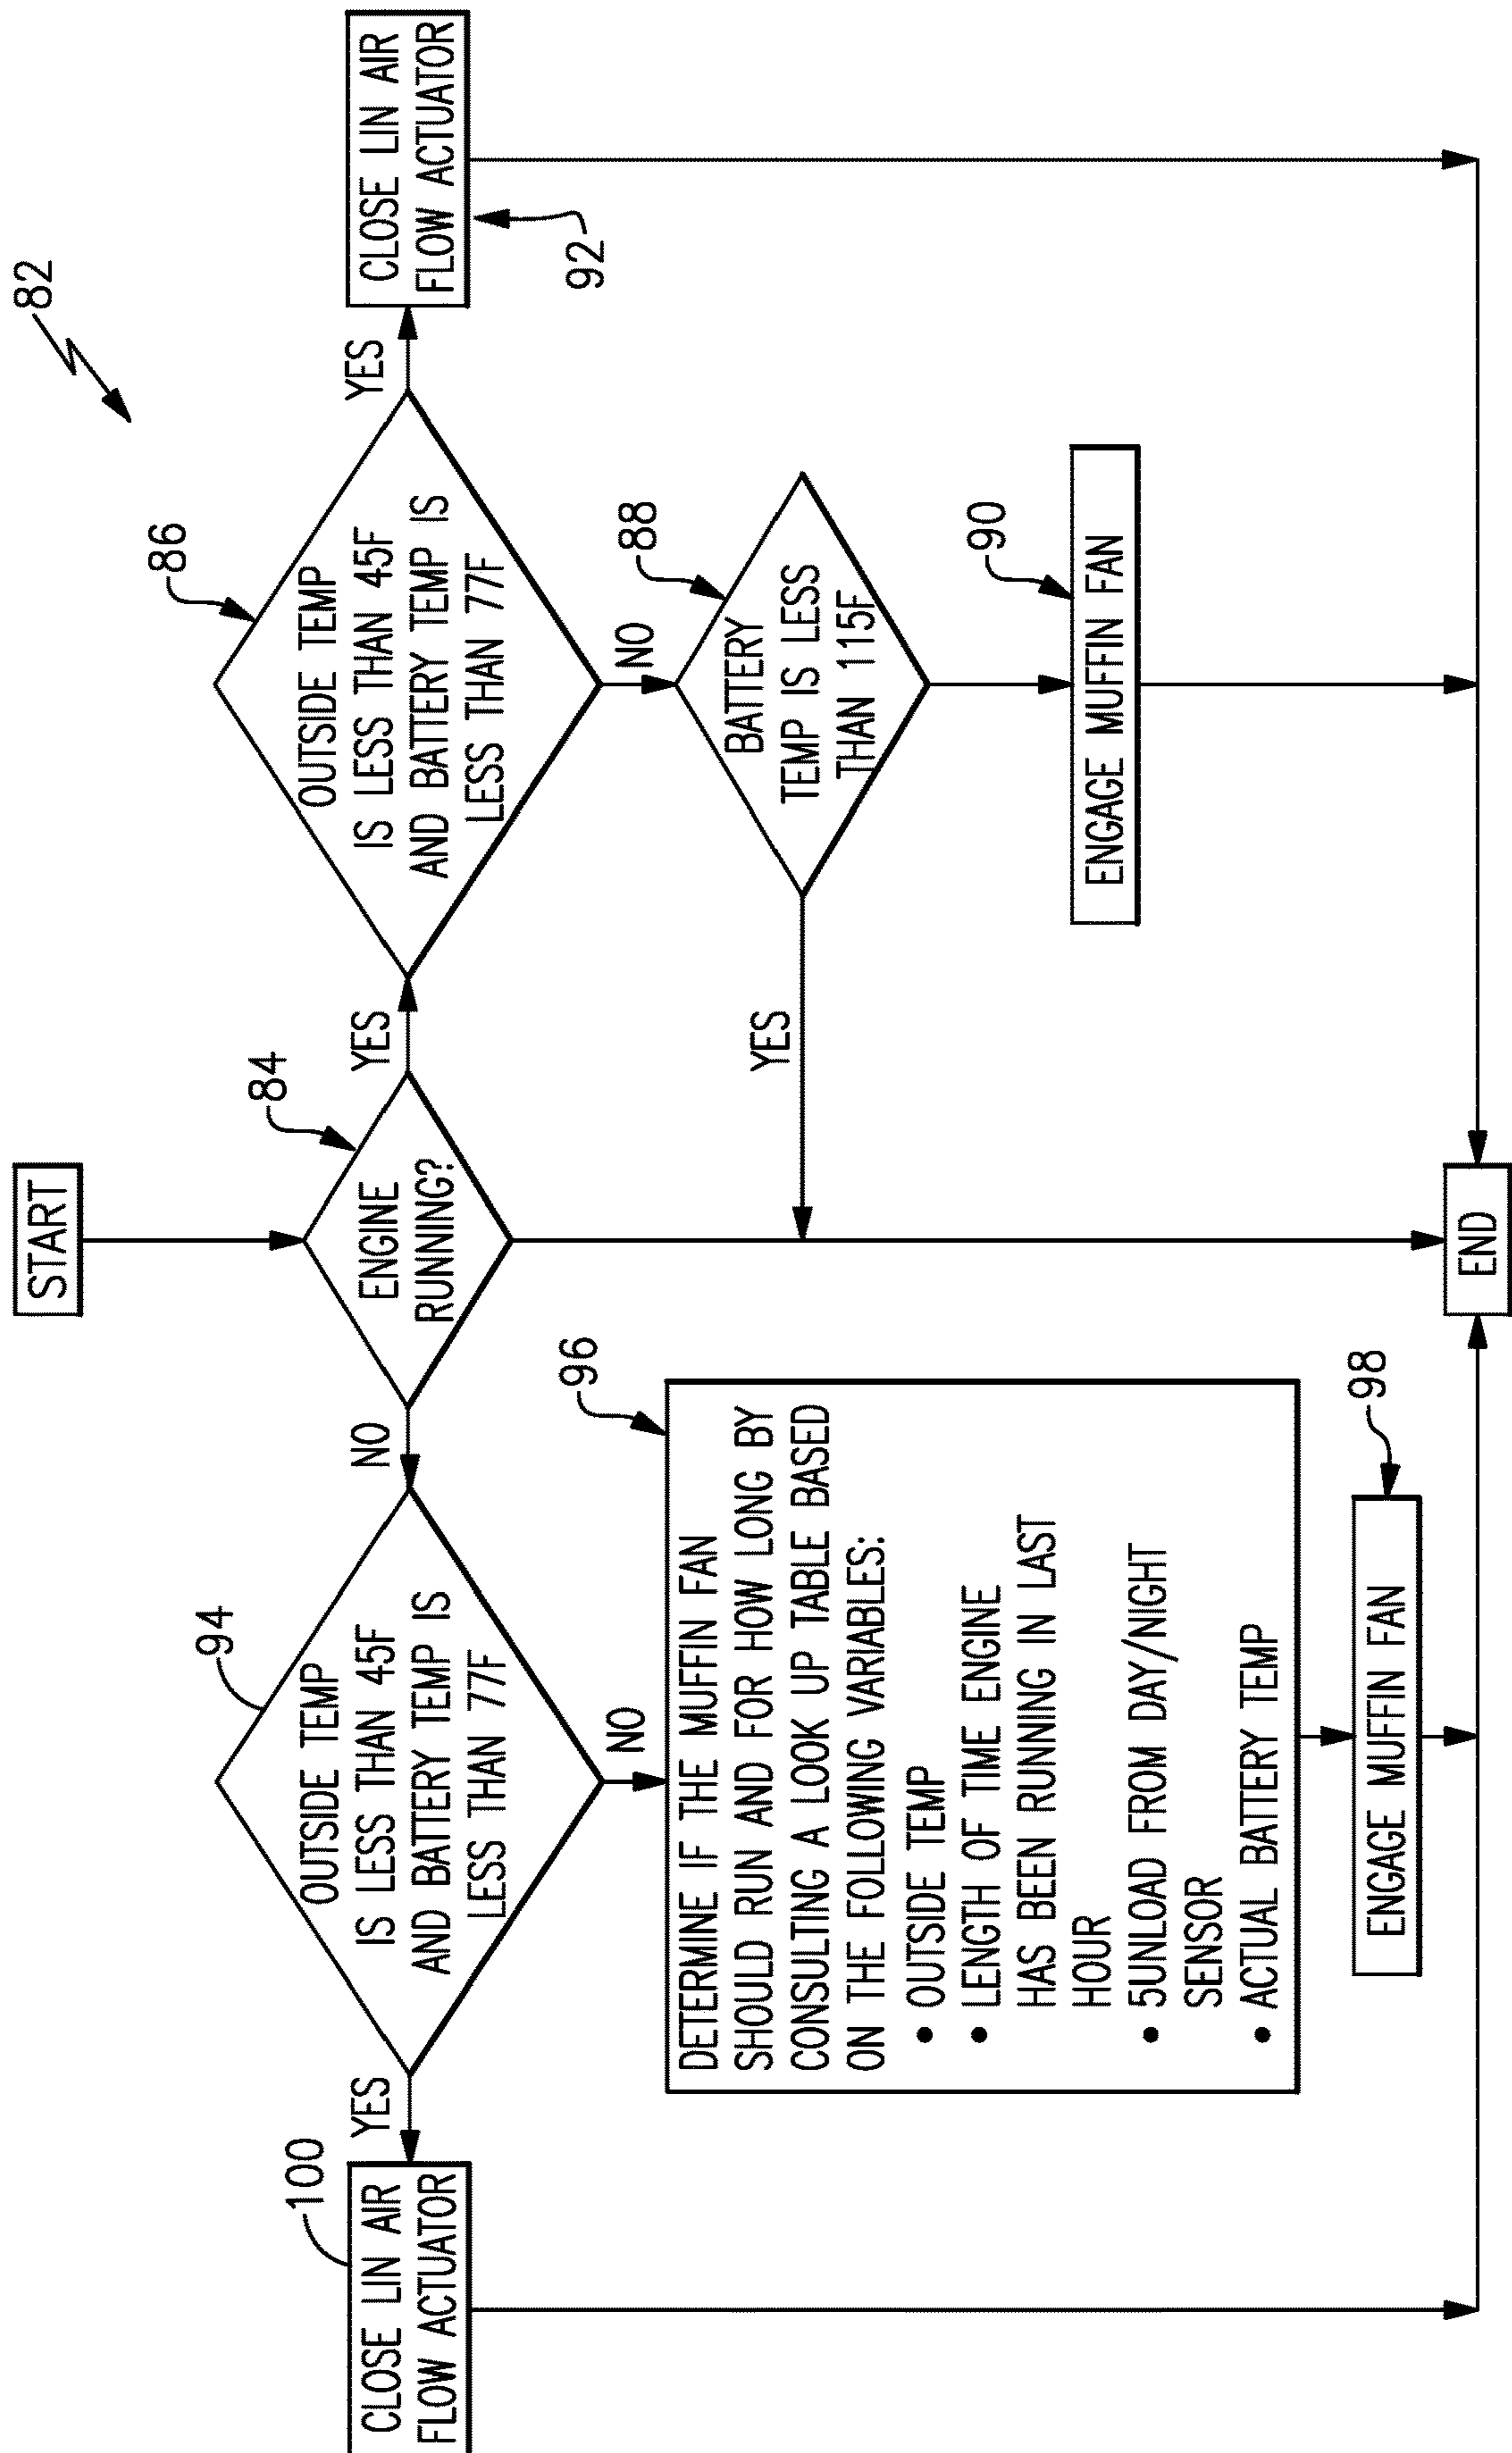 82
START
84
ENGINE
RUNNING?
YES
NO
86
OUTSIDE TEMP
IS LESS THAN 45F
AND BATTERY TEMP IS
LESS THAN 77F
YES
CLOSE LIN AIR
FLOW ACTUATOR
92
NO
88
BATTERY
TEMP IS LESS
THAN 115F
YES
90
ENGAGE MUFFIN FAN
94
OUTSIDE TEMP
IS LESS THAN 45F
AND BATTERY TEMP IS
LESS THAN 77F
YES
100
CLOSE LIN AIR
FLOW ACTUATOR
NO
96
DETERMINE IF THE MUFFIN FAN
SHOULD RUN AND FOR HOW LONG BY
CONSULTING A LOOK UP TABLE BASED
ON THE FOLLOWING VARIABLES:
• OUTSIDE TEMP
• LENGTH OF TIME ENGINE
HAS BEEN RUNNING IN LAST
HOUR
• 5UNLOAD FROM DAY/NIGHT
SENSOR
• ACTUAL BATTERY TEMP
98
ENGAGE MUFFIN FAN
END